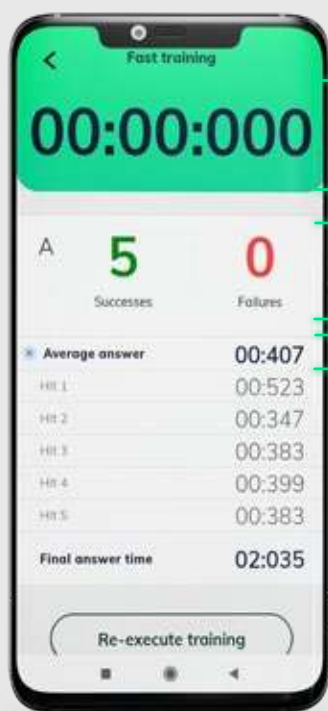 Fast training
00:00:000
A 5 0
Successes Failures
Average answer 00:407
Hit 1 00:523
Hit 2 00:347
Hit 3 00:383
Hit 4 00:399
Hit 5 00:383
Final answer time 02:035
Re-execute training